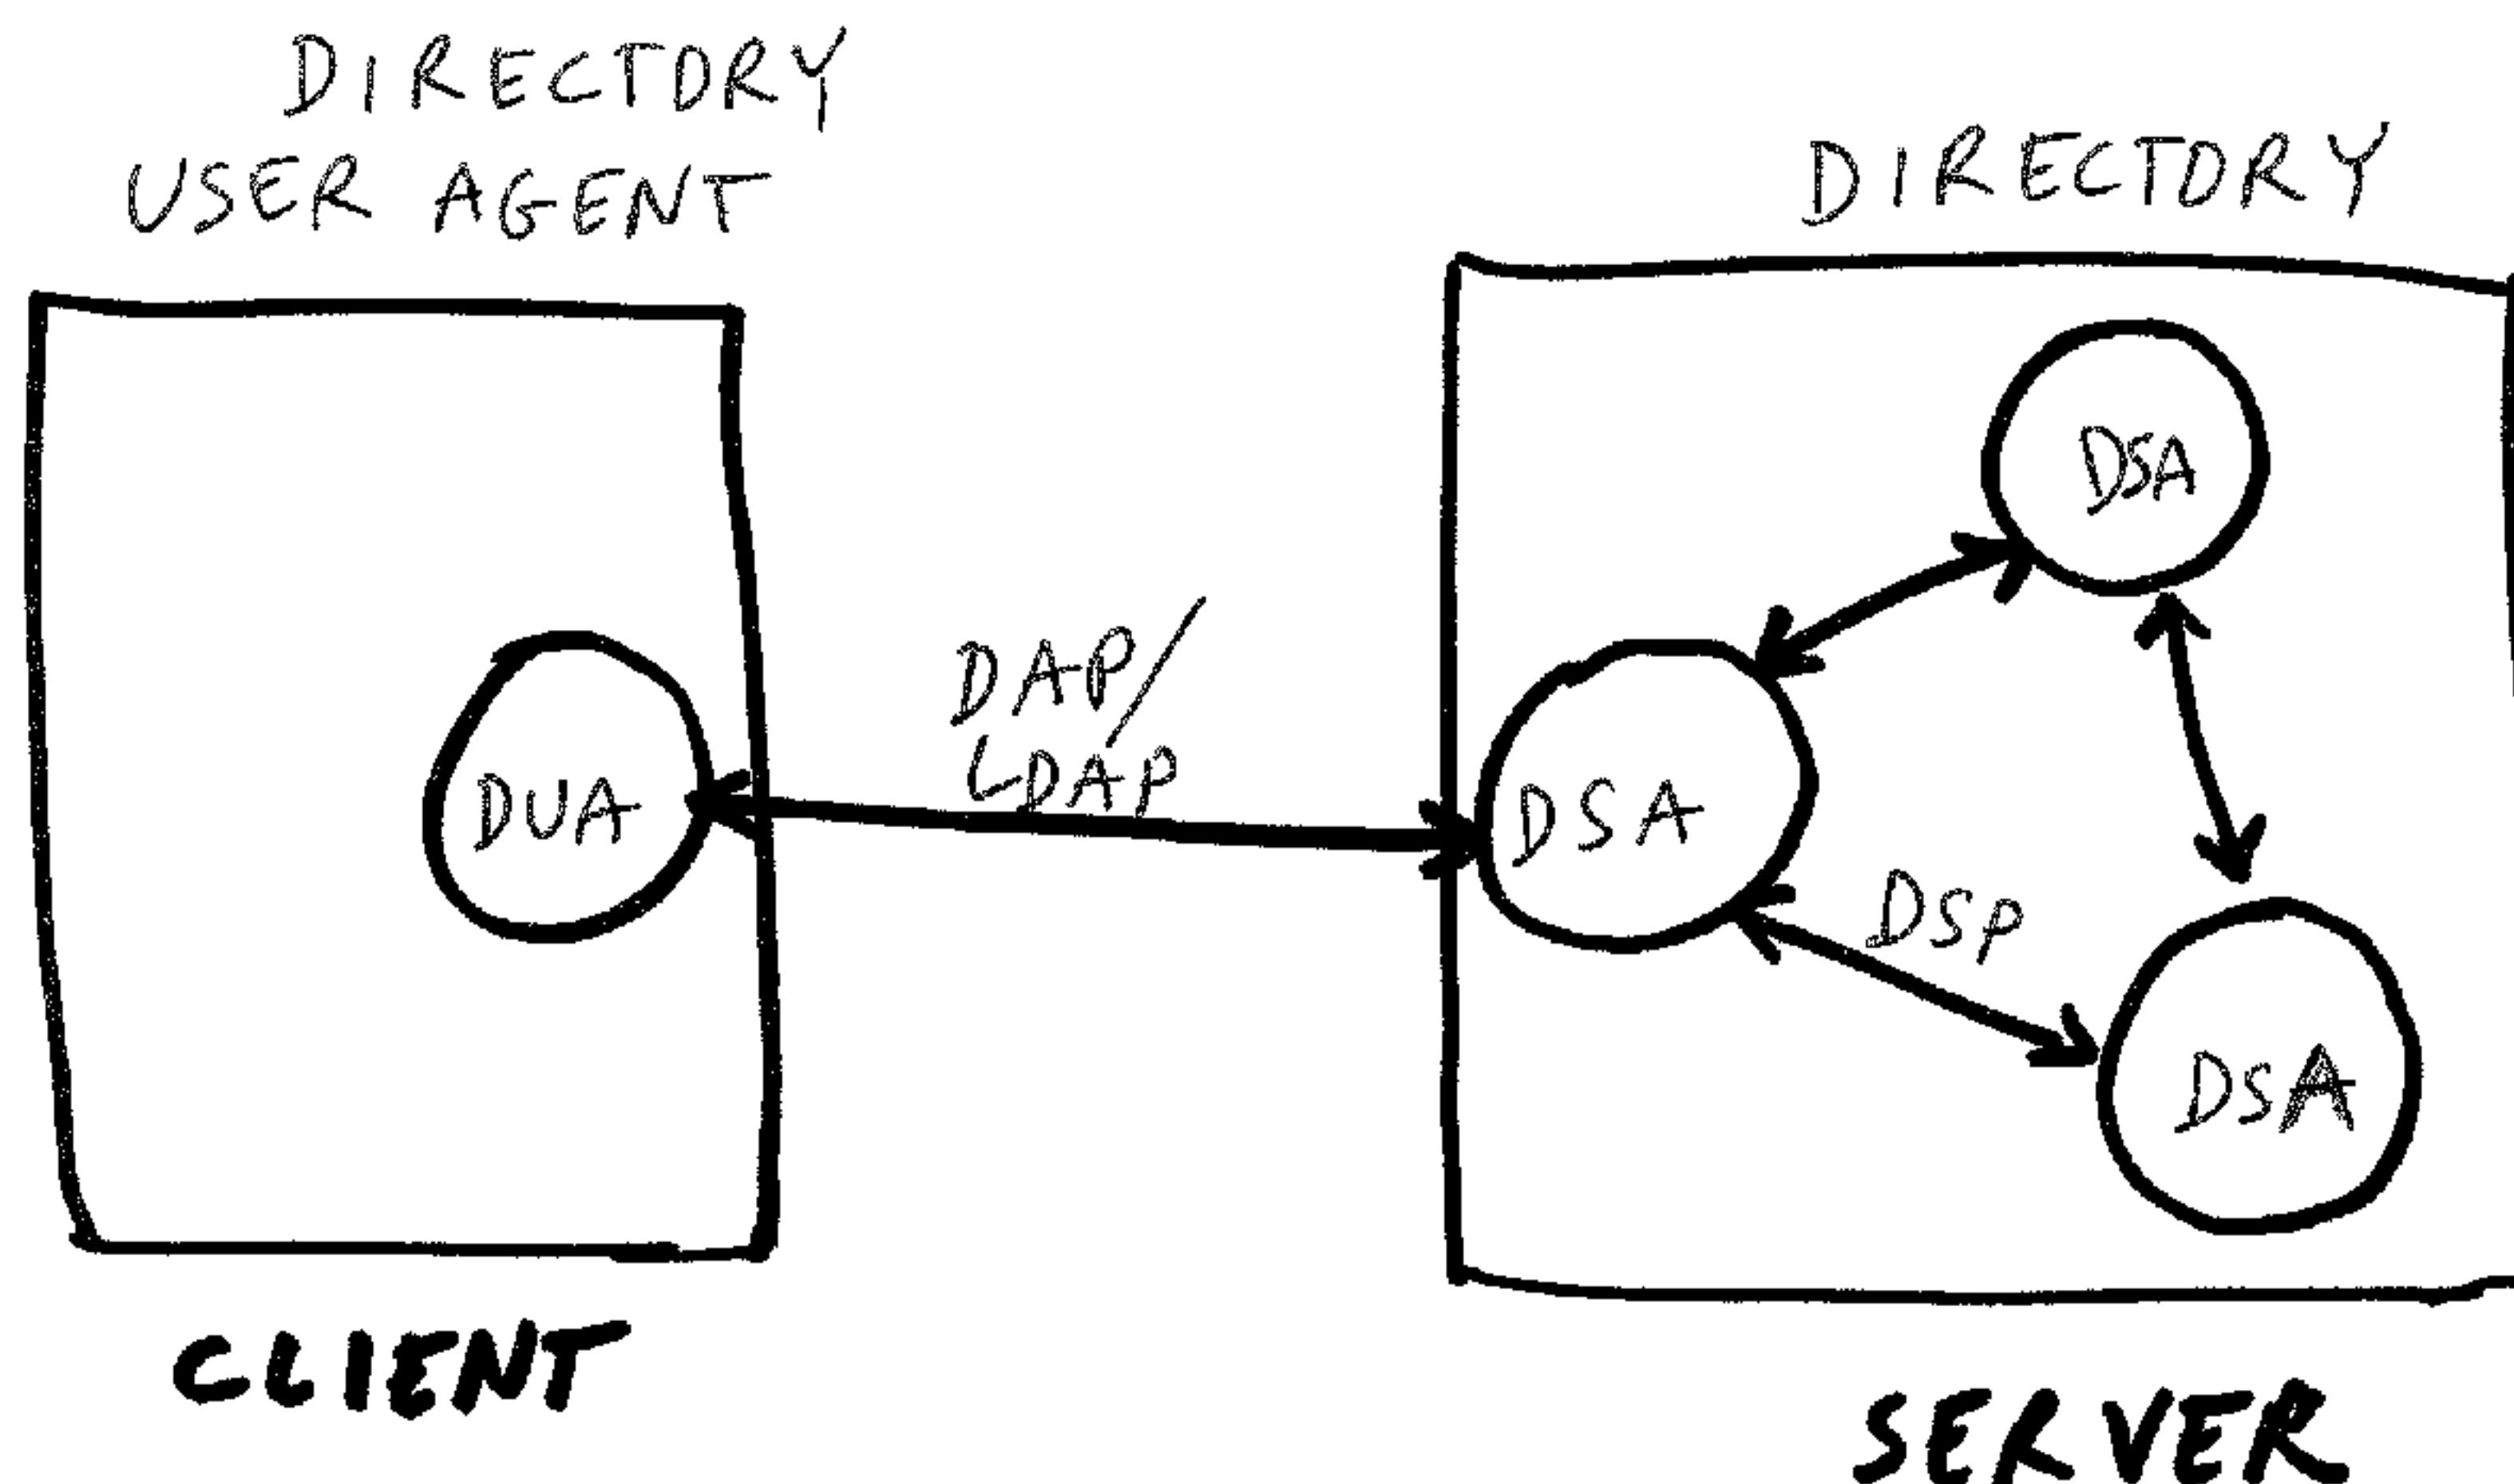 DIRECTORY
USER AGENT
DIRECTORY
DSA
DAP/
LDAP
DUA
DSA
DSP
DSA
CLIENT
SERVER